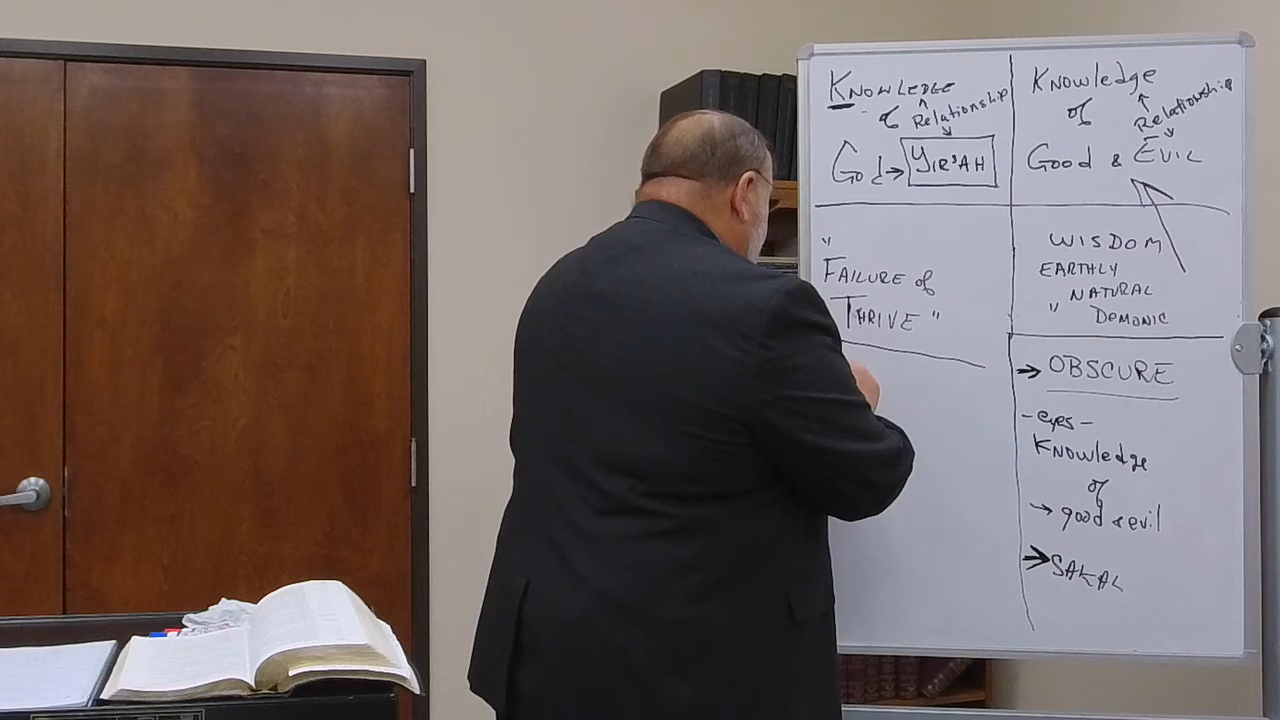 KNOWLEDGE
of Relationship
God → YIR'AH
"
FAILURE of
THRIVE "
Knowledge
of Relationship
Good & EVIL
WISDOM
EARTHLY
NATURAL
" DEMONIC
→ OBSCURE
- eyes -
KNowledge
of
→ good & evil
→ SAKAL